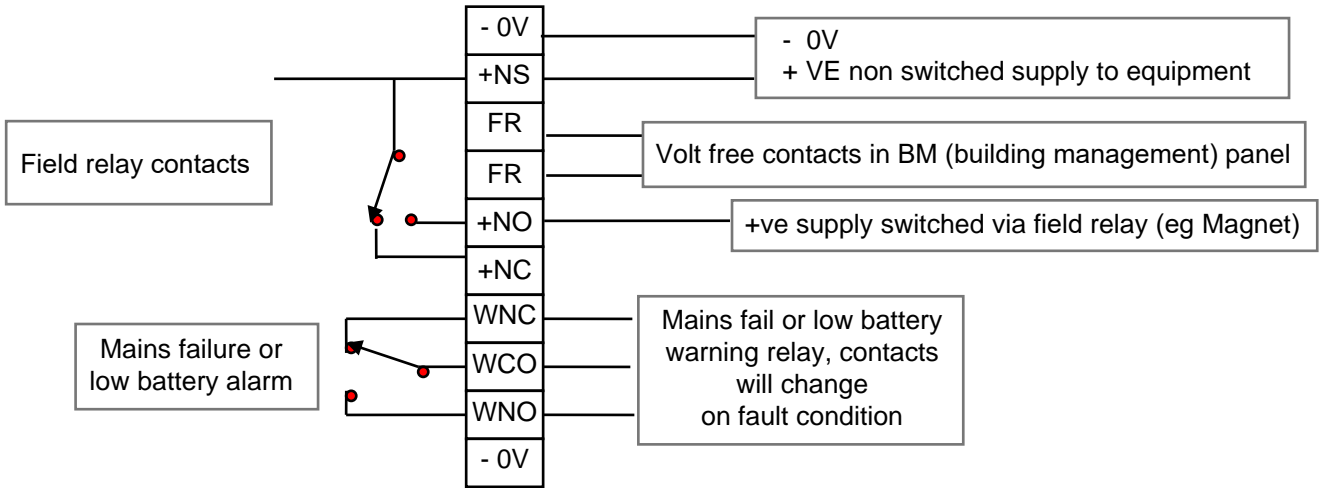 - 0V
+NS
FR
FR
+NO
+NC
WNC
WCO
WNO
- 0V
Field relay contacts
Mains failure or
low battery alarm
- 0V
+ VE non switched supply to equipment
Volt free contacts in BM (building management) panel
+ve supply switched via field relay (eg Magnet)
Mains fail or low battery
warning relay, contacts
will change
on fault condition